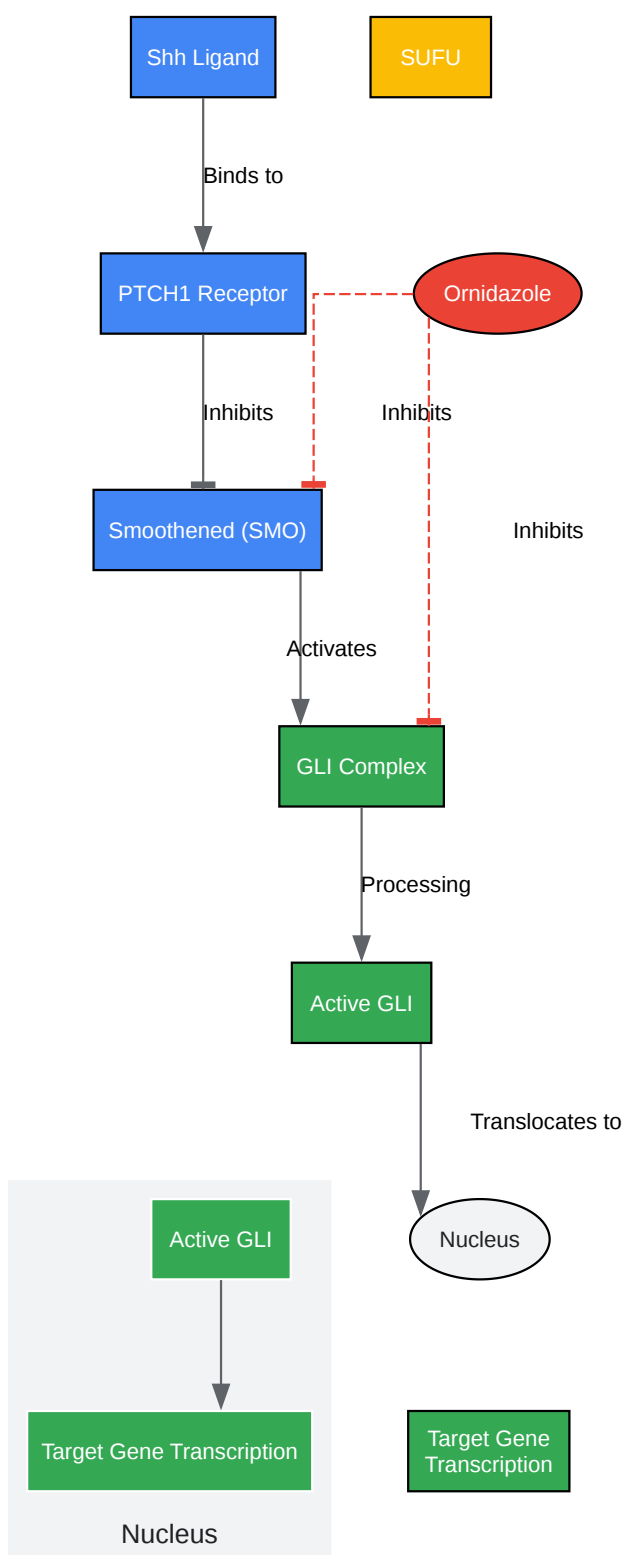 Shh Ligand
SUFU
Binds to
PTCH1 Receptor
Ornidazole
Inhibits
Inhibits
Smoothened (SMO)
Inhibits
Activates
GLI Complex
Processing
Active GLI
Translocates to
Active GLI
Nucleus
Target Gene Transcription
Target Gene
Transcription
Nucleus